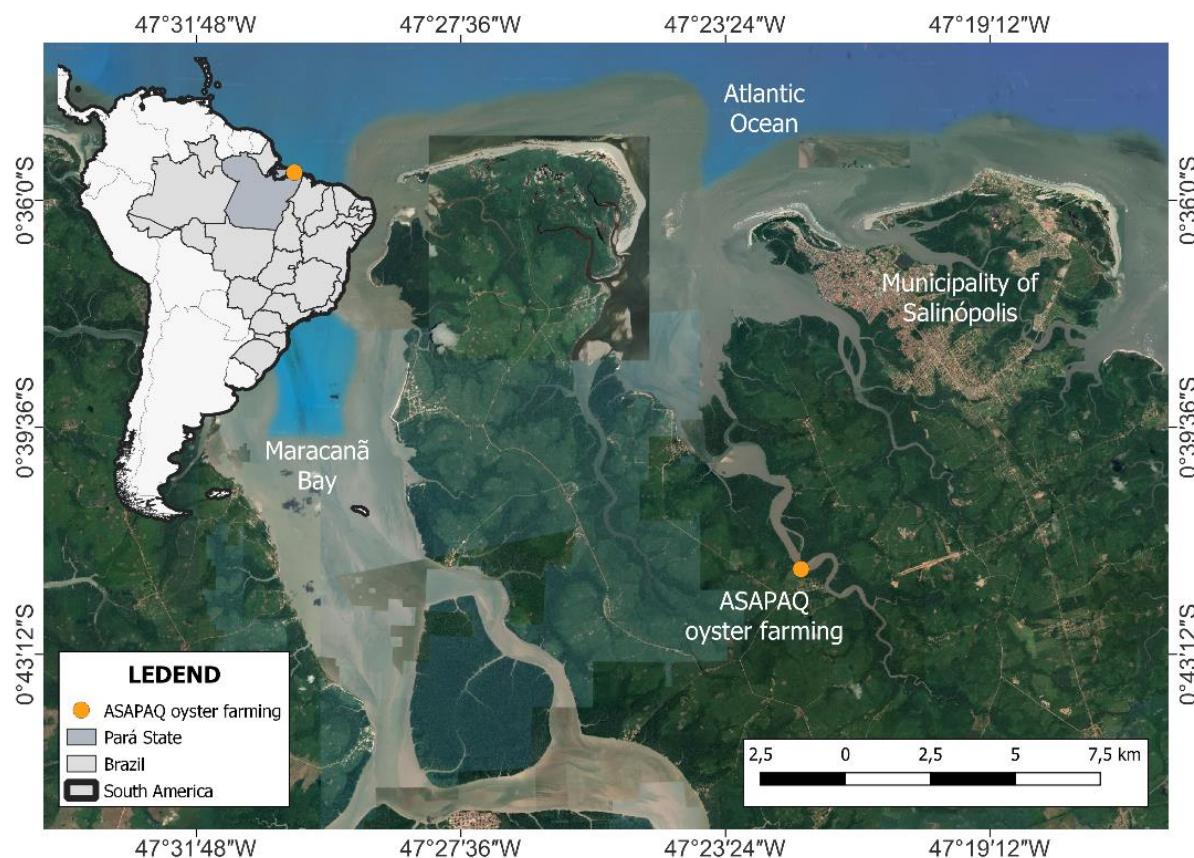 47°31'48"W 47°27'36"W 47°23'24"W 47°19'12"W
Atlantic
Ocean
0°36'0"S
0°36'0"S
Municipality of
Salinópolis
0°39'36"S
0°39'36"S
Maracanã
Bay
ASAPAQ
oyster farming
0°43'12"S
0°43'12"S
LEDEND
ASAPAQ oyster farming
Pará State
Brazil
South America
2,5 0 2,5 5 7,5 km
47°31'48"W 47°27'36"W 47°23'24"W 47°19'12"W